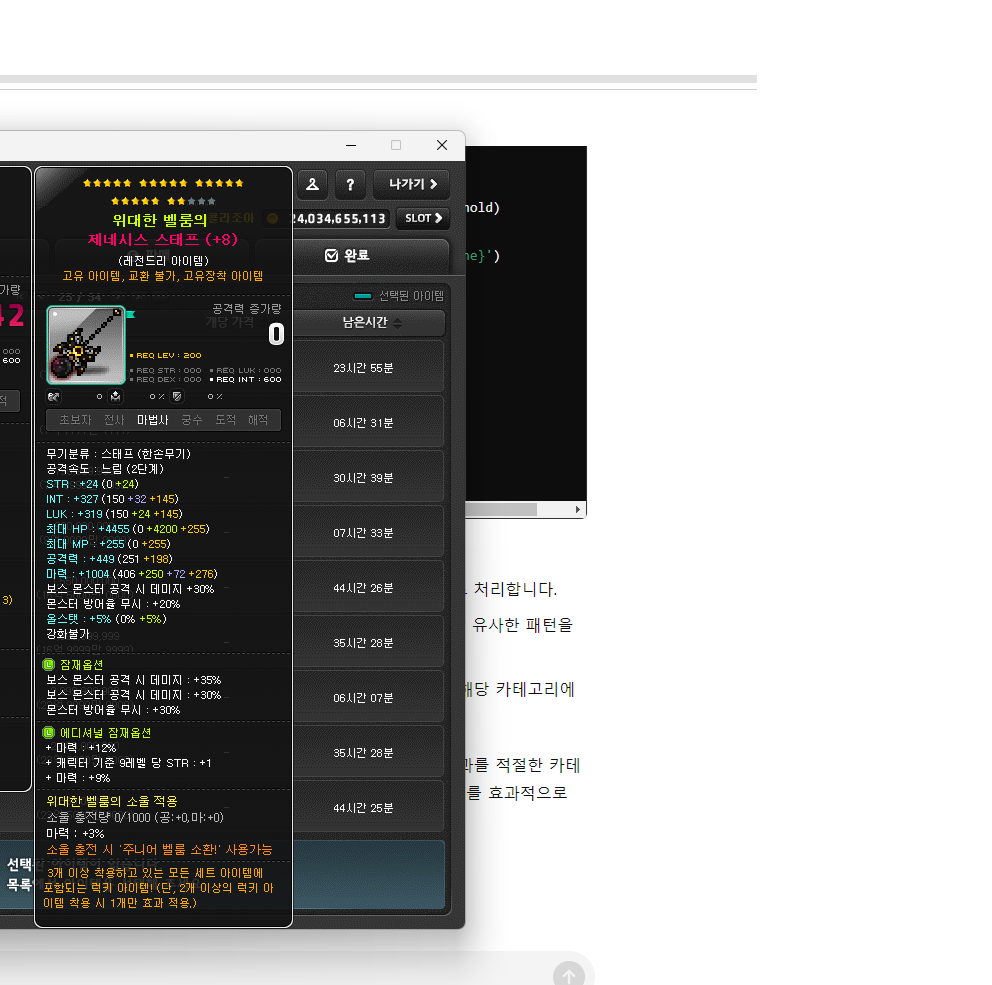 위대한 벨룸의
제네시스 스태프 (+8)
(레전드리 아이템)
고유 아이템, 교환 불가, 고유장착 아이템
공격력 증가량
0
REQ LEV : 200
REQ STR : 000 REQ LUK : 000
REQ DEX : 000 REQ INT : 600
0 0 % 0 %
초보자 전사 마법사 궁수 도적 해적
무기분류 : 스태프 (한손무기)
공격속도 : 느림 (2단계)
STR : +24 (0 +24)
INT : +327 (150 +32 +145)
LUK : +319 (150 +24 +145)
최대 HP : +4455 (0 +4200 +255)
최대 MP : +255 (0 +255)
공격력 : +449 (251 +198)
마력 : +1004 (406 +250 +72 +276)
보스 몬스터 공격 시 데미지 +30%
몬스터 방어율 무시 : +20%
올스탯 : +5% (0% +5%)
강화불가
L 잠재옵션
보스 몬스터 공격 시 데미지 : +35%
보스 몬스터 공격 시 데미지 : +30%
몬스터 방어율 무시 : +30%
L 에디셔널 잠재옵션
+ 마력 : +12%
+ 캐릭터 기준 9레벨 당 STR : +1
+ 마력 : +9%
위대한 벨룸의 소울 적용
소울 충전량 0/1000 (공:+0,마:+0)
마력 : +3%
소울 충전 시 '주니어 벨룸 소환!' 사용가능
3개 이상 착용하고 있는 모든 세트 아이템에
포함되는 럭키 아이템! (단, 2개 이상의 럭키 아
이템 착용 시 1개만 효과 적용.)
가량
42
000
600
적
3)
선택
목록
? 나가기
24,034,655,113 SLOT
완료
선택된 아이템
남은시간
23시간 55분
06시간 31분
30시간 39분
07시간 33분
44시간 26분
35시간 28분
06시간 07분
35시간 28분
44시간 25분
nold)
ne}')
처리합니다.
유사한 패턴을
해당 카테고리에
과를 적절한 카테
를 효과적으로